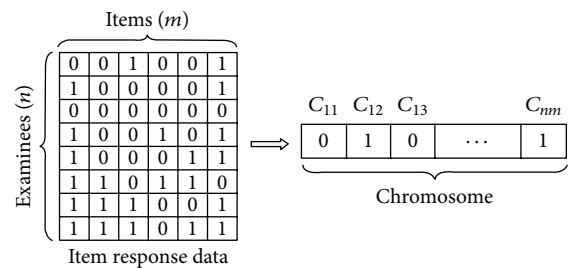 Items (m)
Examinees (n)
0 0 1 0 0 1
1 0 0 0 0 1
0 0 0 0 0 0
1 0 0 1 0 1
1 0 0 0 1 1
1 1 0 1 1 0
1 1 1 0 0 1
1 1 1 0 1 1
Item response data
C11 C12 C13 Cnm
0 1 0 ··· 1
Chromosome